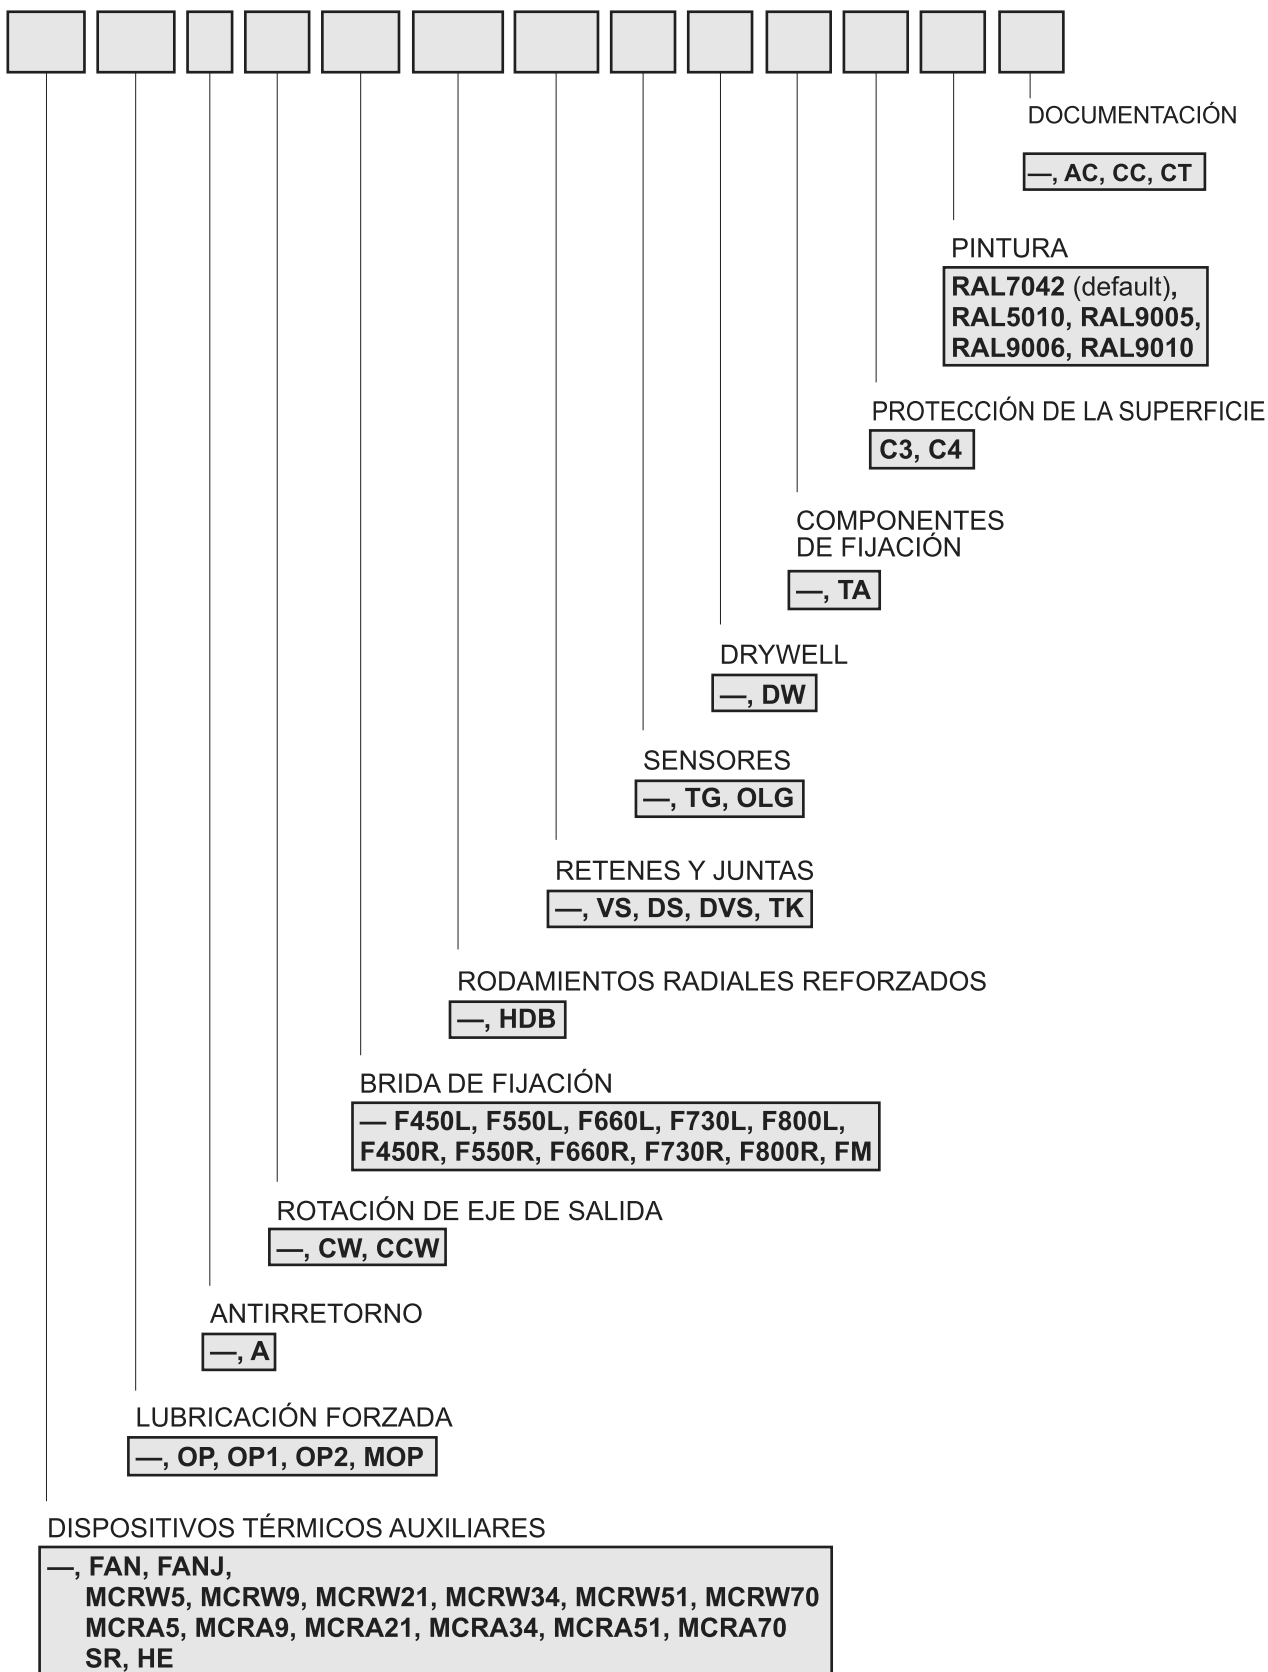 DOCUMENTACIÓN
—, AC, CC, CT
PINTURA
RAL7042 (default),
RAL5010, RAL9005,
RAL9006, RAL9010
PROTECCIÓN DE LA SUPERFICIE
C3, C4
COMPONENTES
DE FIJACIÓN
—, TA
DRYWELL
—, DW
SENSORES
—, TG, OLG
RETENES Y JUNTAS
—, VS, DS, DVS, TK
RODAMIENTOS RADIALES REFORZADOS
—, HDB
BRIDA DE FIJACIÓN
— F450L, F550L, F660L, F730L, F800L,
F450R, F550R, F660R, F730R, F800R, FM
ROTACIÓN DE EJE DE SALIDA
—, CW, CCW
ANTIRRETORNO
—, A
LUBRICACIÓN FORZADA
—, OP, OP1, OP2, MOP
DISPOSITIVOS TÉRMICOS AUXILIARES
—, FAN, FANJ,
MCRW5, MCRW9, MCRW21, MCRW34, MCRW51, MCRW70
MCRA5, MCRA9, MCRA21, MCRA34, MCRA51, MCRA70
SR, HE